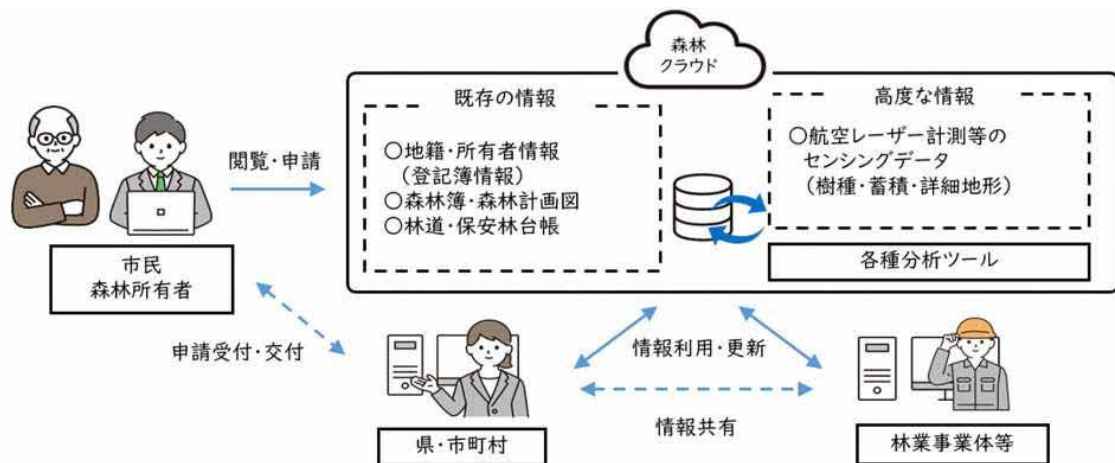 森林
クラウド
既存の情報
○地籍・所有者情報
(登記簿情報)
○森林簿・森林計画図
○林道・保安林台帳
高度な情報
○航空レーザー計測等の
センシングデータ
(樹種・蓄積・詳細地形)
各種分析ツール
閲覧・申請
市民
森林所有者
申請受付・交付
情報利用・更新
情報共有
県・市町村
林業事業体等